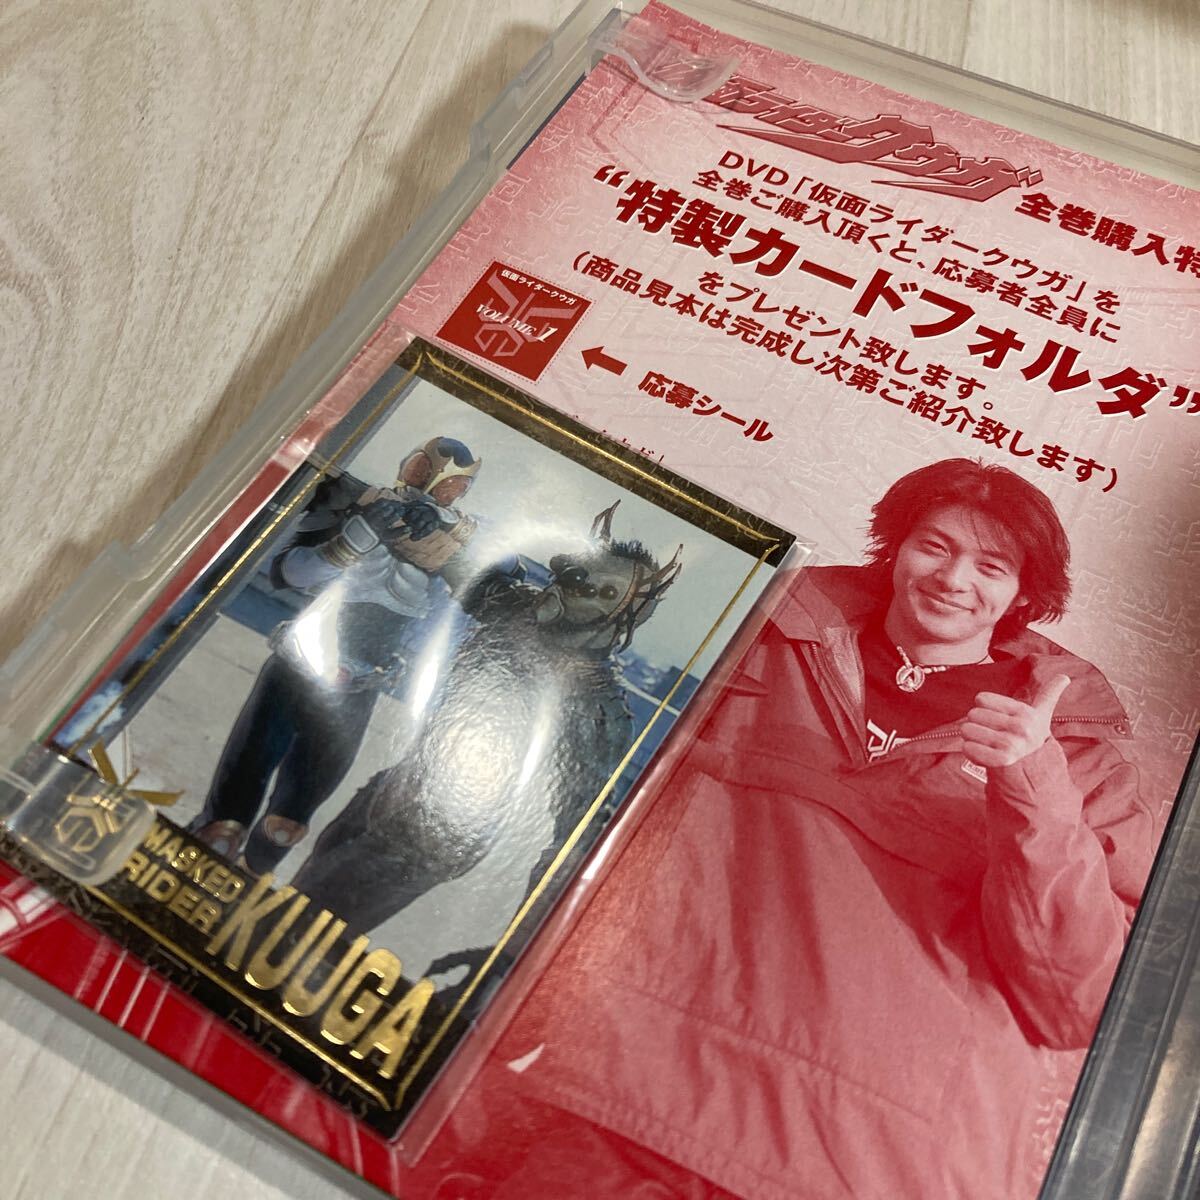 仮面ライダークウガ 全巻購入特
DVD「仮面ライダークウガ」を
全巻ご購入頂くと、応募者全員に
“特製カードフォルダ”
をプレゼント致します。
(商品見本は完成し次第ご紹介致します)
仮面ライダークウガ
VOLUME. 1
← 応募シール
MASKED
RIDER
KUUGA